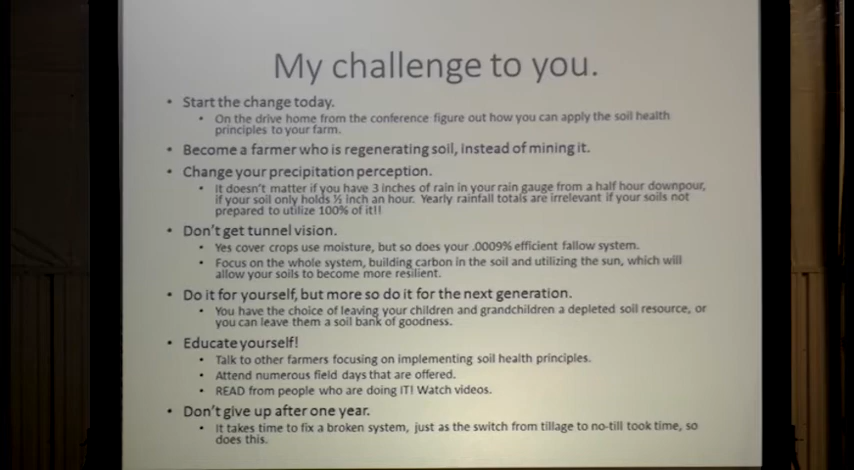 My challenge to you.
• Start the change today.
• On the drive home from the conference figure out how you can apply the soil health
principles to your farm.
• Become a farmer who is regenerating soil, instead of mining it.
• Change your precipitation perception.
• It doesn't matter if you have 3 inches of rain in your rain gauge from a half hour downpour,
if your soil only holds ½ inch an hour. Yearly rainfall totals are irrelevant if your soils not
prepared to utilize 100% of it!!
• Don't get tunnel vision.
• Yes cover crops use moisture, but so does your .0009% efficient fallow system.
• Focus on the whole system, building carbon in the soil and utilizing the sun, which will
allow your soils to become more resilient.
• Do it for yourself, but more so do it for the next generation.
• You have the choice of leaving your children and grandchildren a depleted soil resource, or
you can leave them a soil bank of goodness.
• Educate yourself!
• Talk to other farmers focusing on implementing soil health principles.
• Attend numerous field days that are offered.
• READ from people who are doing IT! Watch videos.
• Don't give up after one year.
• It takes time to fix a broken system, just as the switch from tillage to no-till took time, so
does this.